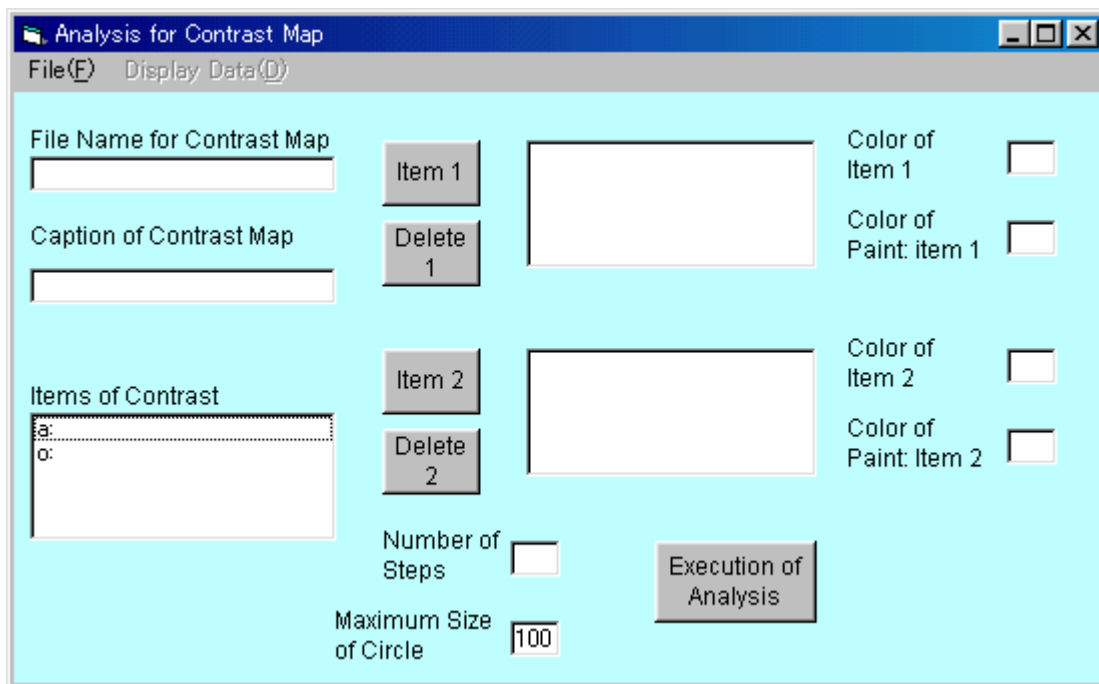 Analysis for Contrast Map
File(F) Display Data(D)
File Name for Contrast Map
Caption of Contrast Map
Items of Contrast
a:
o:
Item 1
Delete
1
Item 2
Delete
2
Number of
Steps
Maximum Size
of Circle
100
Color of
Item 1
Color of
Paint: item 1
Color of
Item 2
Color of
Paint: Item 2
Execution of
Analysis